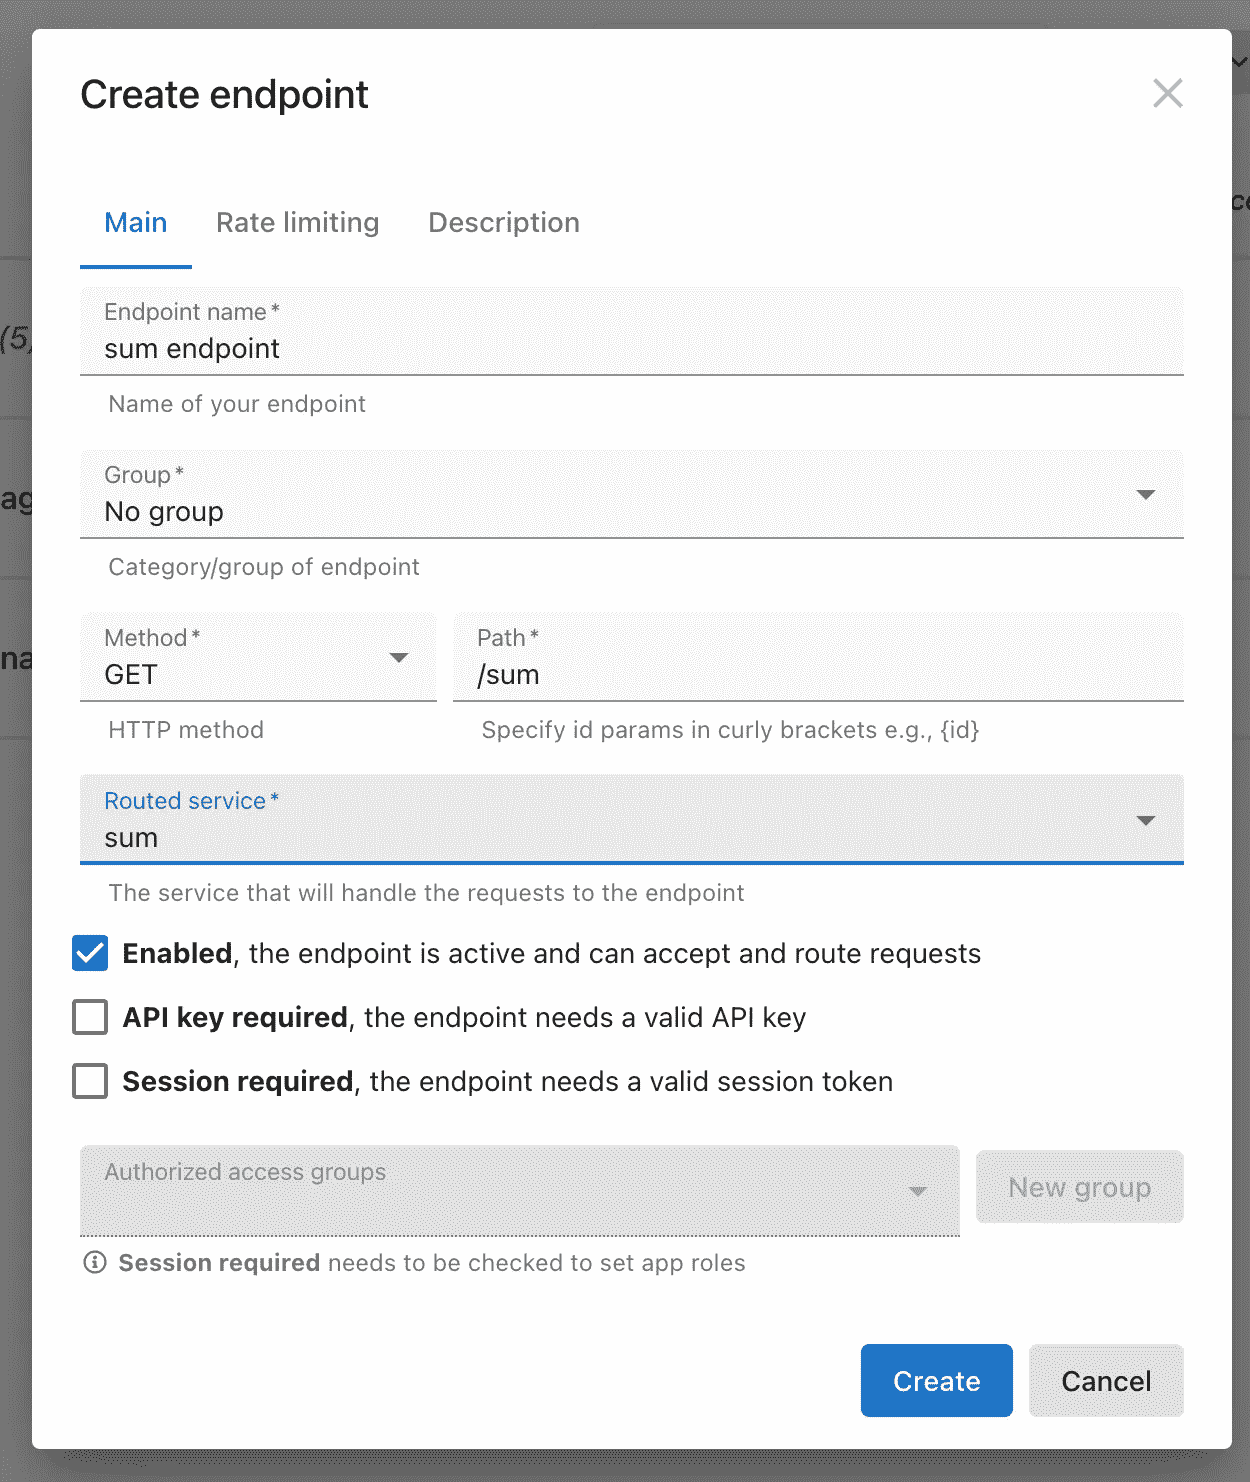 Create endpoint
Main Rate limiting Description
Endpoint name*
sum endpoint
Name of your endpoint
Group*
No group
Category/group of endpoint
Method* Path*
GET /sum
HTTP method Specify id params in curly brackets e.g., {id}
Routed service*
sum
The service that will handle the requests to the endpoint
Enabled, the endpoint is active and can accept and route requests
API key required, the endpoint needs a valid API key
Session required, the endpoint needs a valid session token
Authorized access groups
New group
Session required needs to be checked to set app roles
Create Cancel